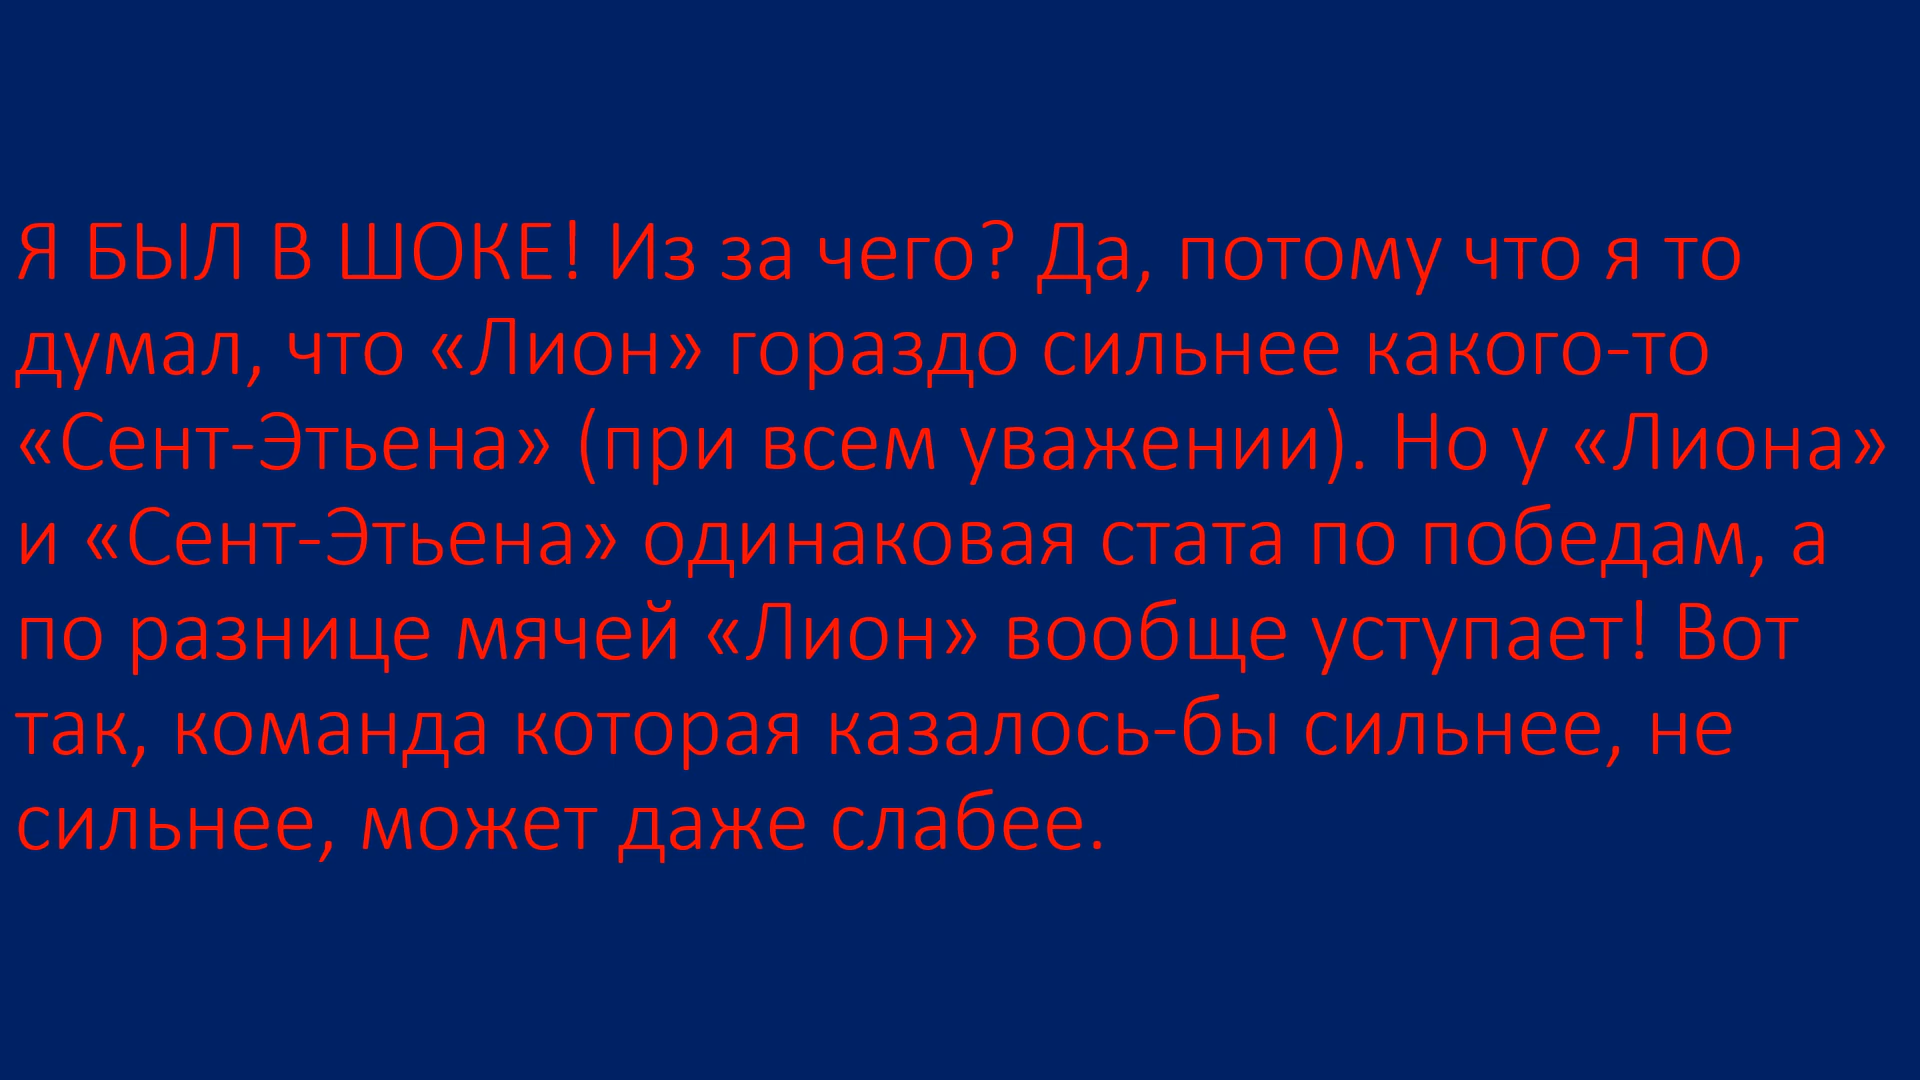 Я БЫЛ В ШОКЕ! Из за чего? Да, потому что я то
думал, что «Лион» гораздо сильнее какого-то
«Сент-Этьена» (при всем уважении). Но у «Лиона»
и «Сент-Этьена» одинаковая стата по победам, а
по разнице мячей «Лион» вообще уступает! Вот
так, команда которая казалось-бы сильнее, не
сильнее, может даже слабее.